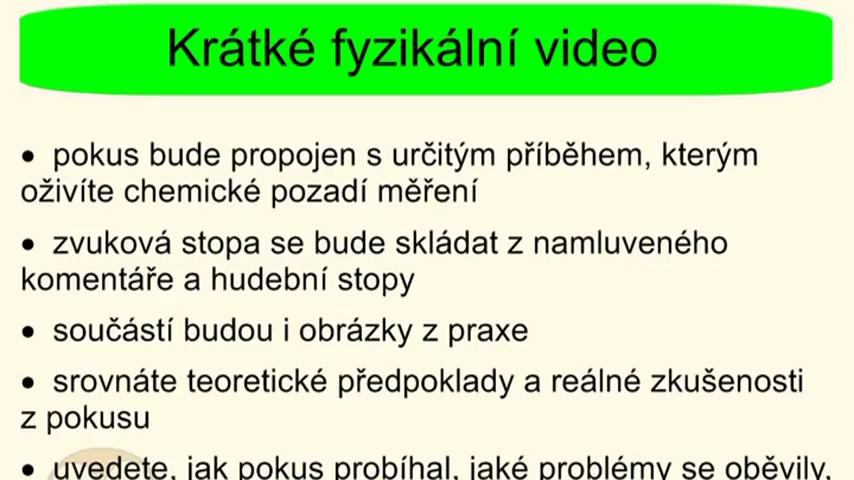 Krátké fyzikální video
• pokus bude propojen s určitým příběhem, kterým
oživíte chemické pozadí měření
• zvuková stopa se bude skládat z namluveného
komentáře a hudební stopy
• součástí budou i obrázky z praxe
• srovnáte teoretické předpoklady a reálné zkušenosti
z pokusu
• uvedete, jak pokus probíhal, jaké problémy se oběvily,